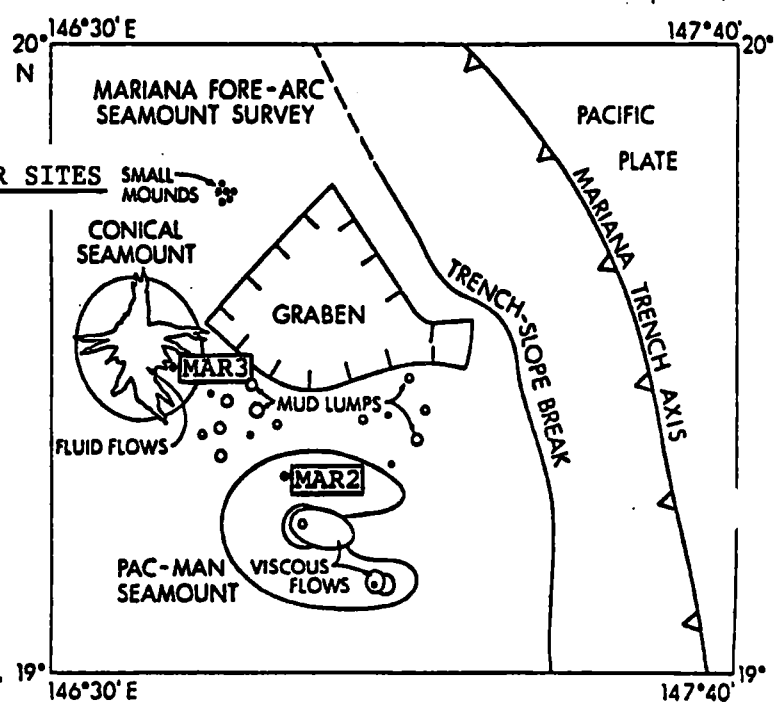 146°30' E
147°40'
20°
20°
N
MARIANA FORE-ARC
SEAMOUNT SURVEY
PACIFIC
PLATE
R SITES
SMALL
MOUNDS
CONICAL
SEAMOUNT
MARIANA TRENCH AXIS
TRENCH-SLOPE BREAK
GRABEN
MAR3
MUD LUMPS
FLUID FLOWS
MAR2
PAC-MAN
SEAMOUNT
VISCOUS
FLOWS
19°
19°
146°30' E
147°40'